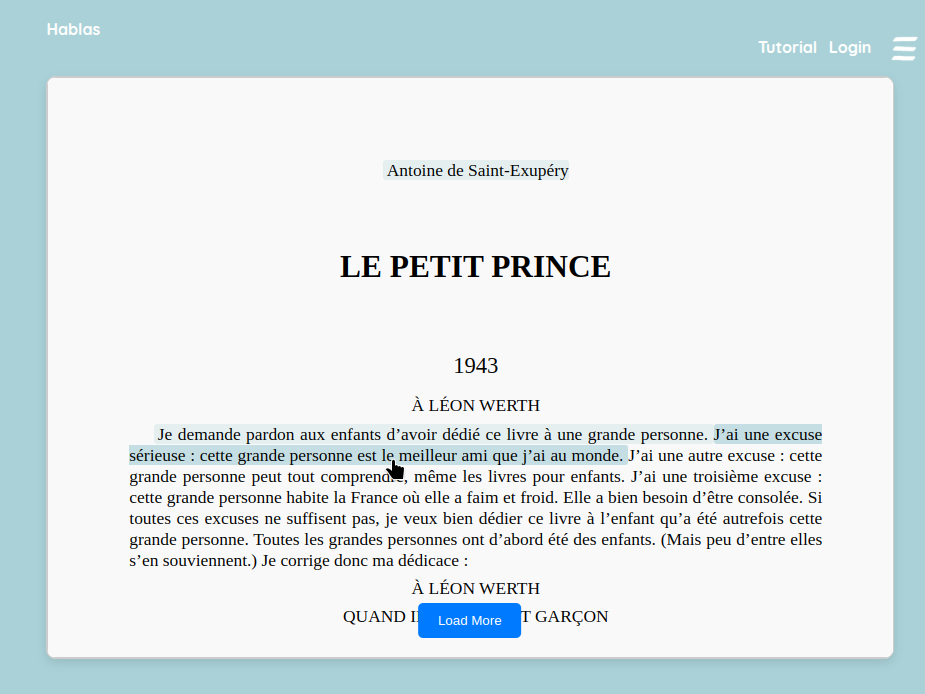 Hablas
Tutorial Login
Antoine de Saint-Exupéry
LE PETIT PRINCE
1943
À LÉON WERTH
Je demande pardon aux enfants d’avoir dédié ce livre à une grande personne. J’ai une excuse
sérieuse : cette grande personne est le meilleur ami que j’ai au monde. J’ai une autre excuse : cette
grande personne peut tout comprendre, même les livres pour enfants. J’ai une troisième excuse :
cette grande personne habite la France où elle a faim et froid. Elle a bien besoin d’être consolée. Si
toutes ces excuses ne suffisent pas, je veux bien dédier ce livre à l’enfant qu’a été autrefois cette
grande personne. Toutes les grandes personnes ont d’abord été des enfants. (Mais peu d’entre elles
s’en souviennent.) Je corrige donc ma dédicace :
À LÉON WERTH
QUAND GARÇON
Load More